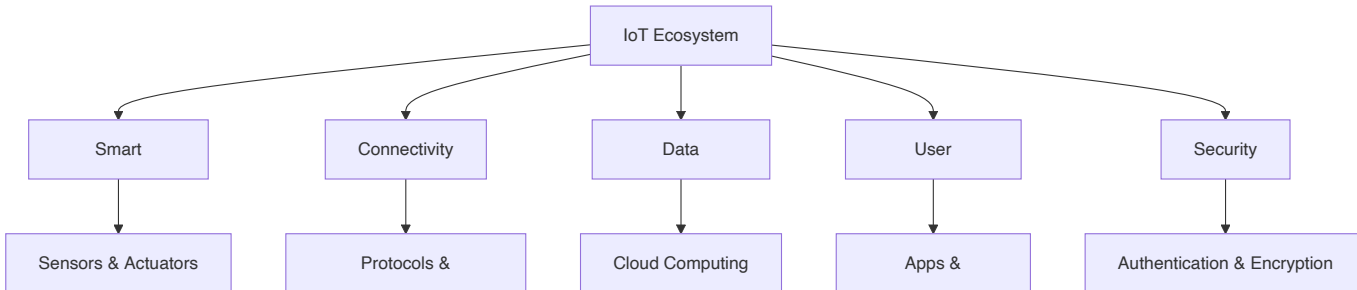 IoT Ecosystem
Smart
Connectivity
Data
User
Security
Sensors & Actuators
Protocols &
Cloud Computing
Apps &
Authentication & Encryption